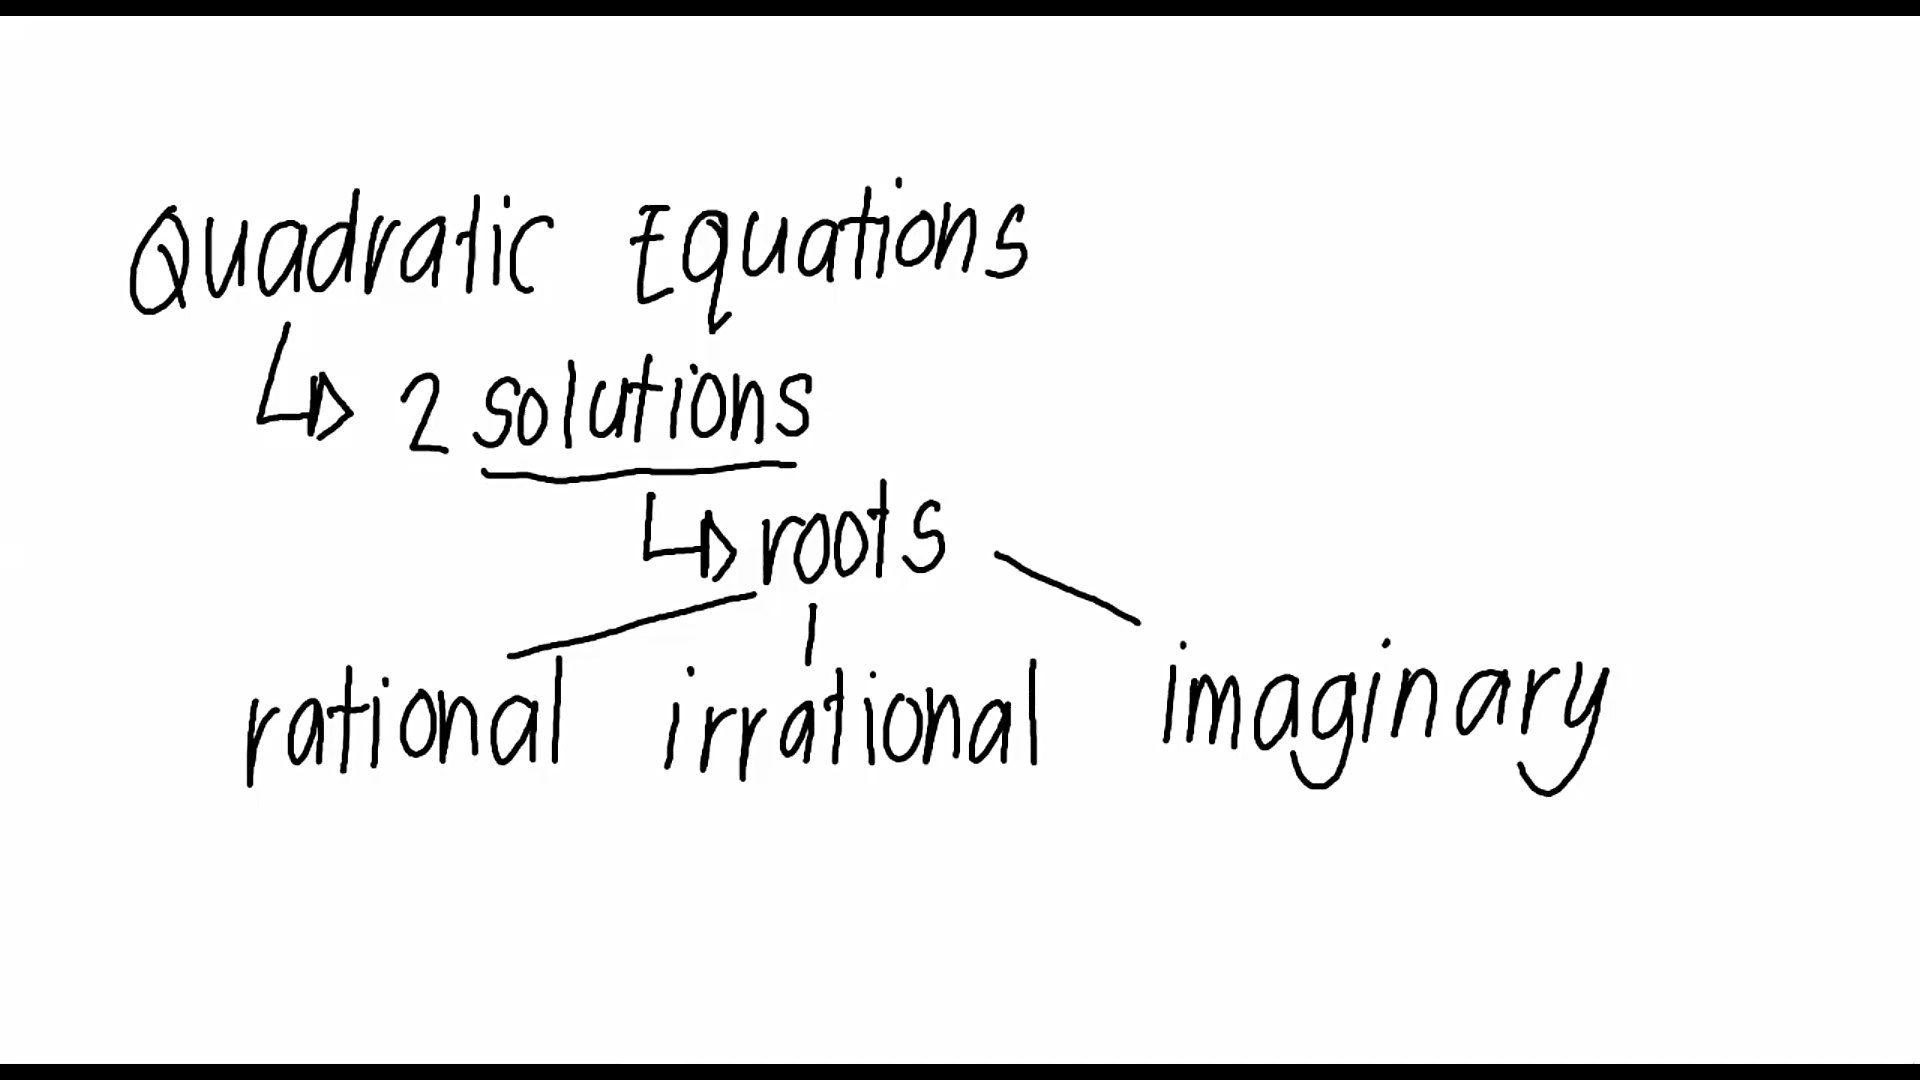 Quadratic Equations
↳ 2 solutions
↳ roots
rational irrational imaginary